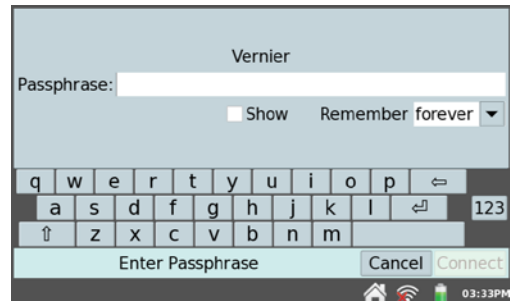 Vernier
Passphrase:
Show Remember forever
q w e r t y u i o p ⇦
a s d f g h j k l ⏎ 123
⇧ z x c v b n m
Enter Passphrase Cancel Connect
03:33PM